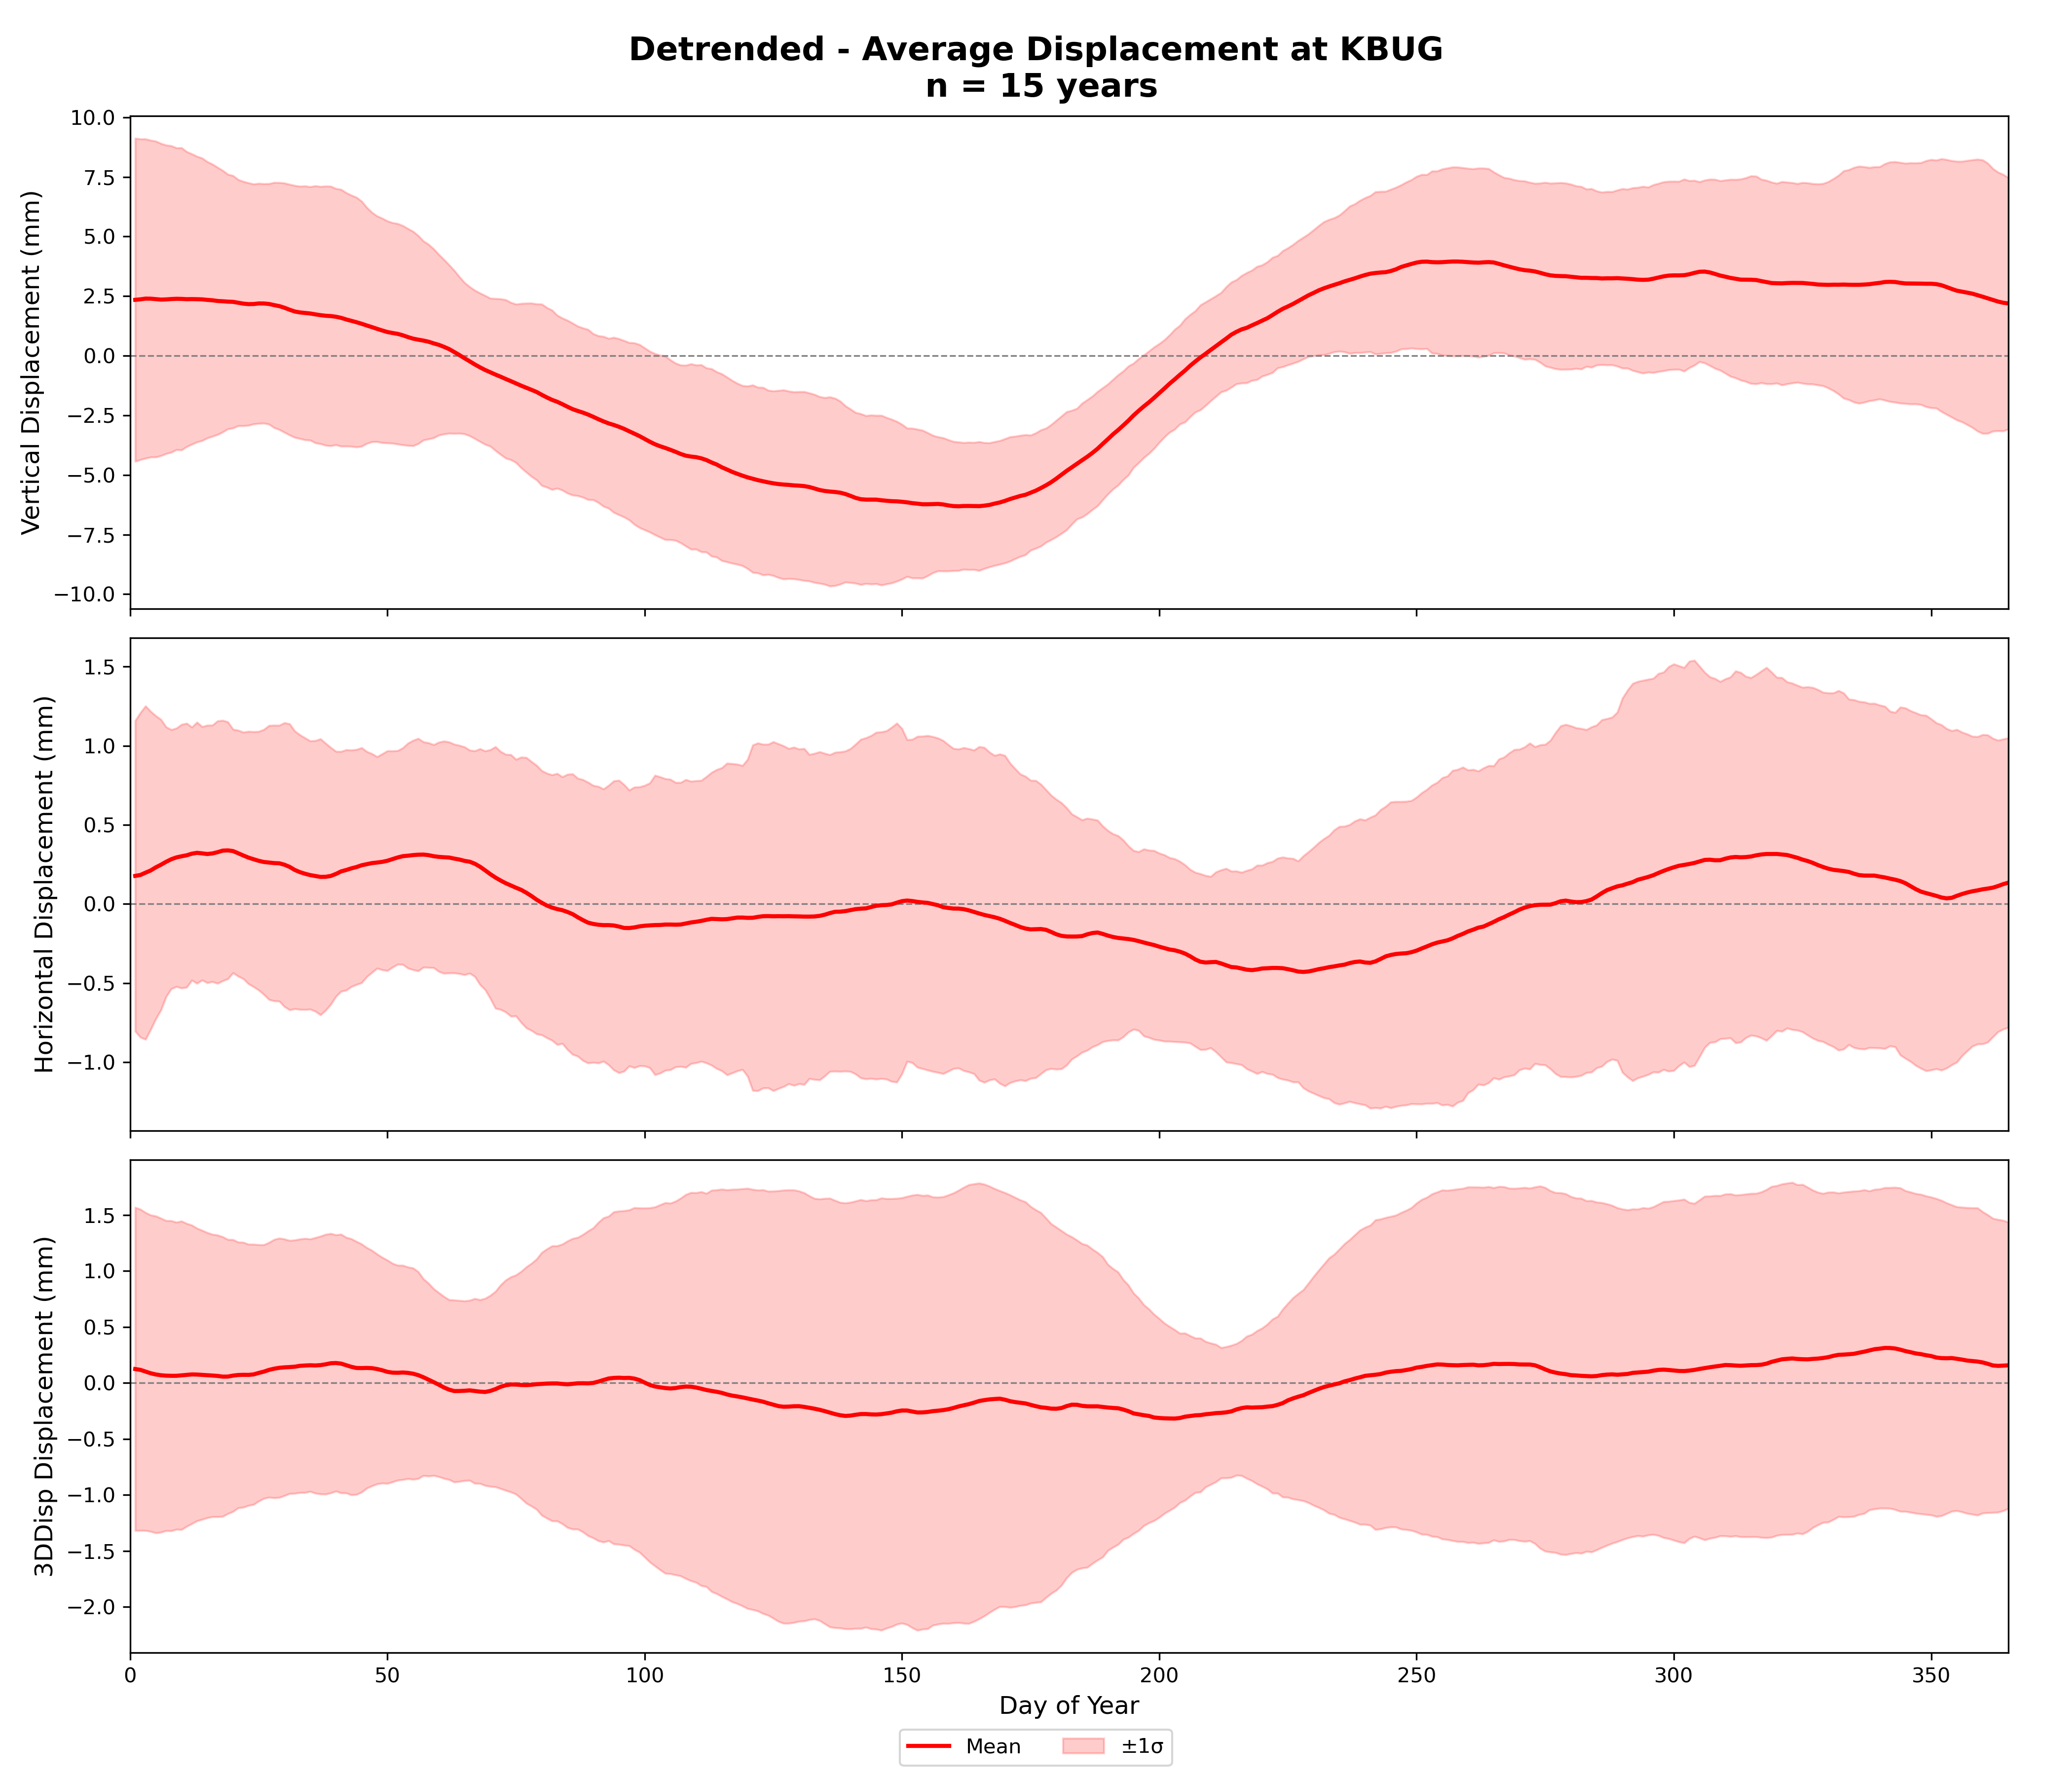 Detrended - Average Displacement at KBUG
n = 15 years
Vertical Displacement (mm)
10.0
7.5
5.0
2.5
0.0
−2.5
−5.0
−7.5
−10.0
Horizontal Displacement (mm)
1.5
1.0
0.5
0.0
−0.5
−1.0
3DDisp Displacement (mm)
1.5
1.0
0.5
0.0
−0.5
−1.0
−1.5
−2.0
0 50 100 150 200 250 300 350
Day of Year
Mean ±1σ